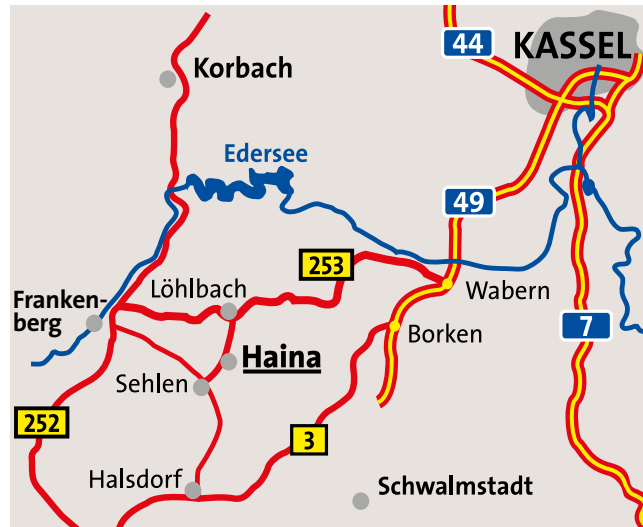 44
KASSEL
Korbach
Edersee
49
253
Löhlbach
Wabern
Franken-
berg
7
Borken
Haina
Sehlen
252
3
Halsdorf
Schwalmstadt